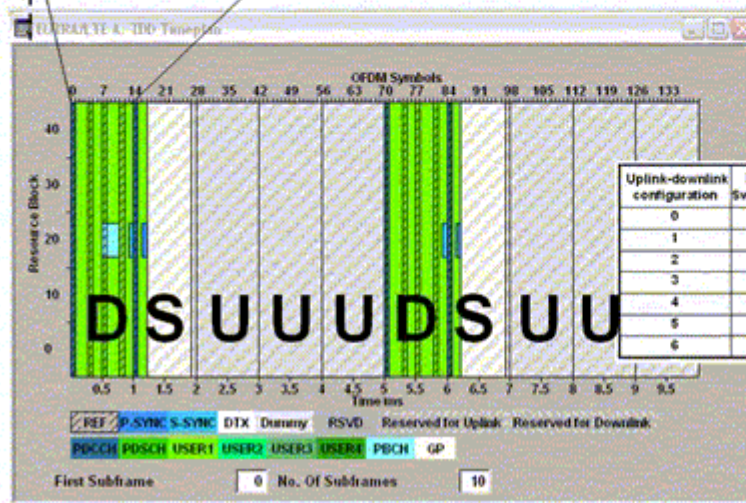 EUTRA/LTE A: TDD Timeplan
OFDM Symbols
0 7 14 21 28 35 42 49 56 63 70 77 84 91 98 105 112 119 126 133
Resource Block
40
30
20
10
0
D S U U U D S U U
0.5 1 1.5 2 2.5 3 3.5 4 4.5 5 5.5 6 6.5 7 7.5 8 8.5 9 9.5
Time ms
REF P-SYNC S-SYNC DTX Dummy RSVD Reserved for Uplink Reserved for Downlink
PDCCH PDSCH USER1 USER2 USER3 USER4 PBCH GP
First Subframe 0 No. Of Subframes 10
Uplink-downlink
configuration
0
1
2
3
4
5
6